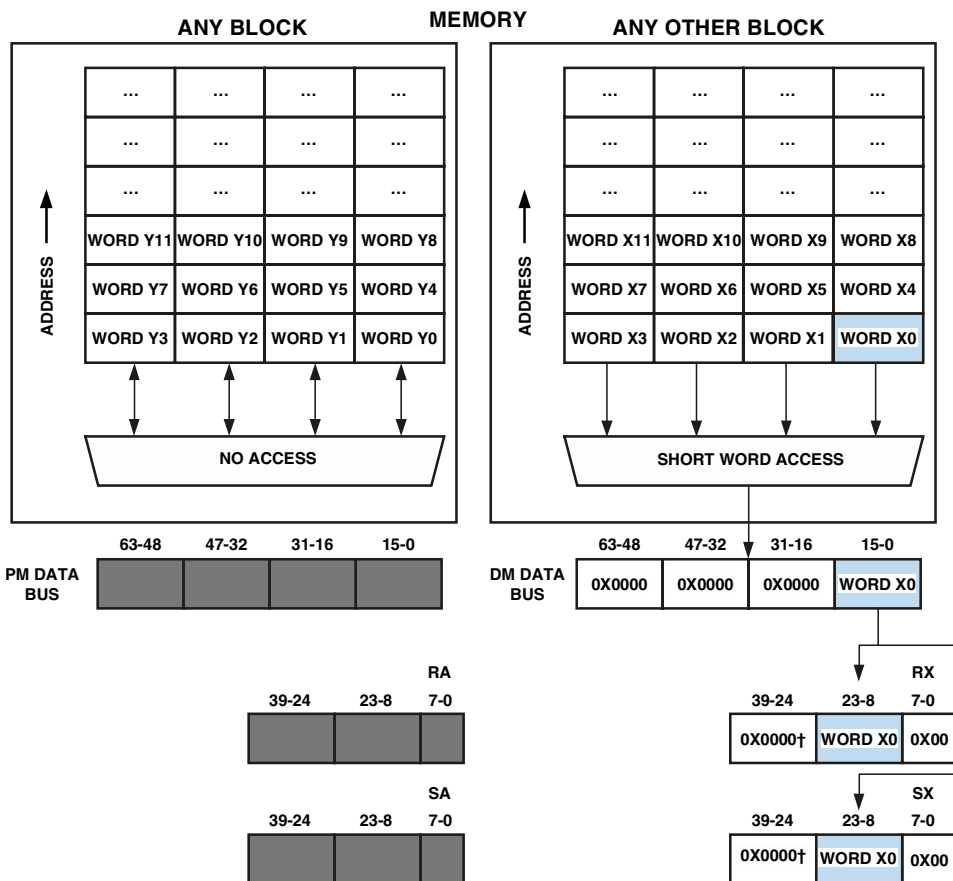 MEMORY
ANY BLOCK
ANY OTHER BLOCK
... ... ... ...
... ... ... ...
... ... ... ...
WORD Y11 WORD Y10 WORD Y9 WORD Y8
WORD Y7 WORD Y6 WORD Y5 WORD Y4
WORD Y3 WORD Y2 WORD Y1 WORD Y0
ADDRESS
NO ACCESS
... ... ... ...
... ... ... ...
... ... ... ...
WORD X11 WORD X10 WORD X9 WORD X8
WORD X7 WORD X6 WORD X5 WORD X4
WORD X3 WORD X2 WORD X1 WORD X0
ADDRESS
SHORT WORD ACCESS
63-48 47-32 31-16 15-0
PM DATA
BUS
63-48 47-32 31-16 15-0
DM DATA
BUS
0X0000 0X0000 0X0000 WORD X0
RA
39-24 23-8 7-0
RX
39-24 23-8 7-0
0X0000† WORD X0 0X00
SA
39-24 23-8 7-0
SX
39-24 23-8 7-0
0X0000† WORD X0 0X00